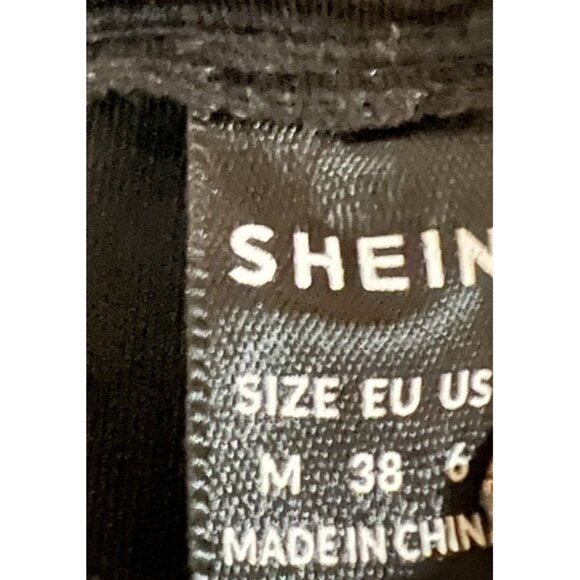 SHEIN
SIZE EU US
M 38 6
MADE IN CHINA